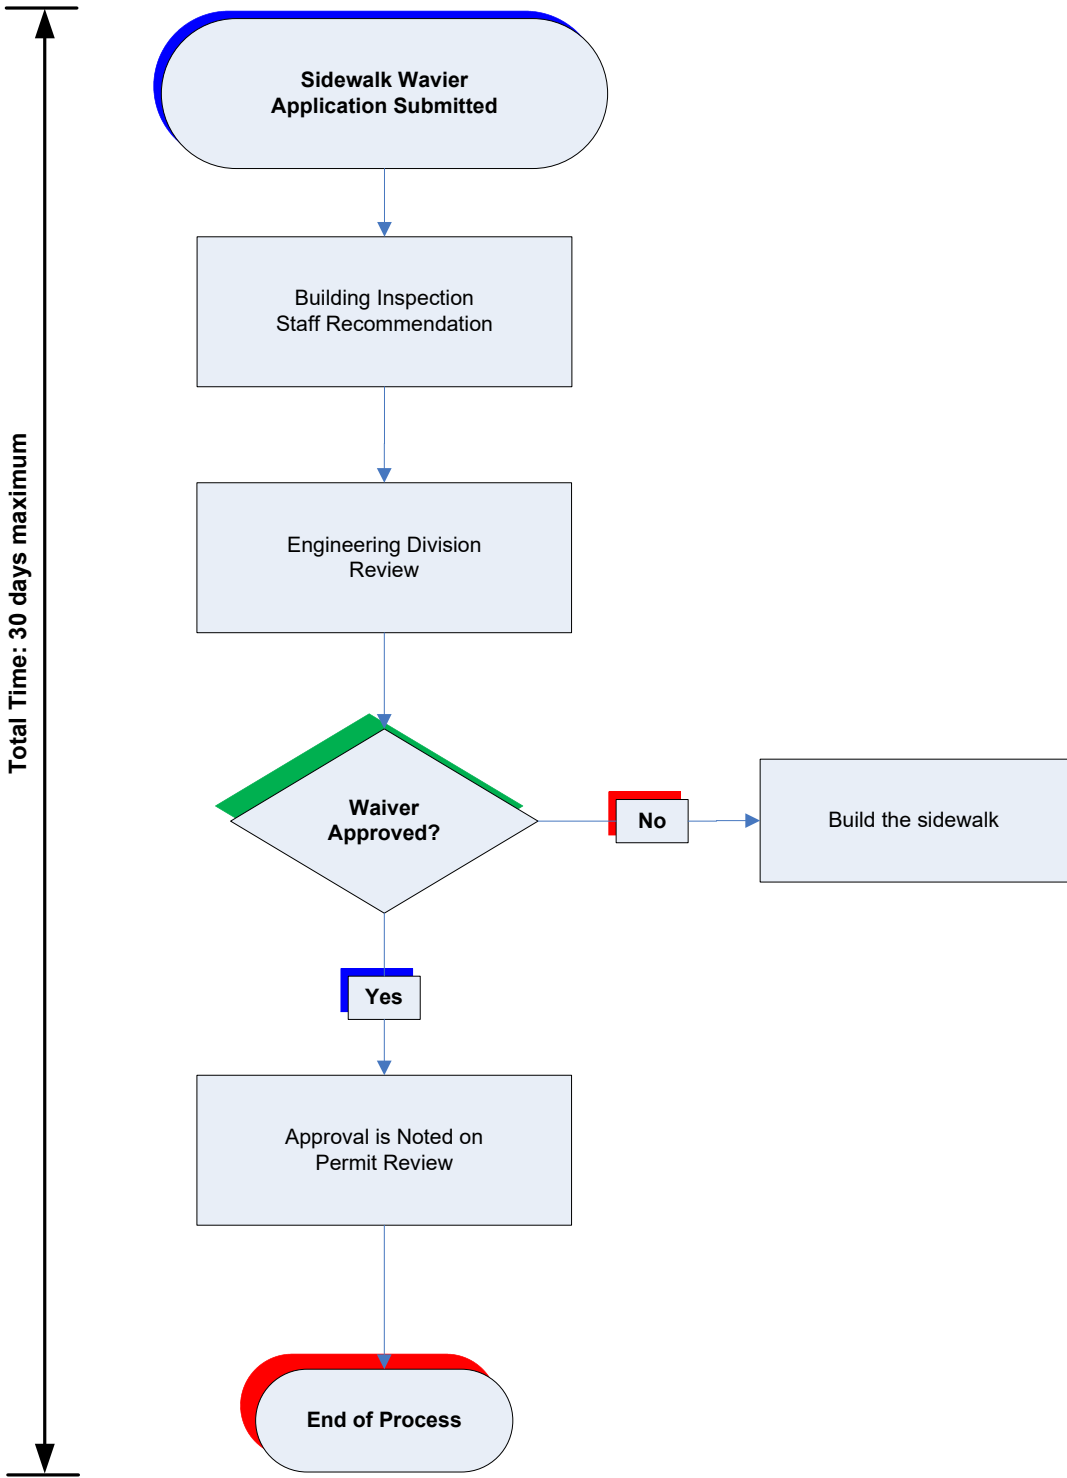 Sidewalk Wavier
Application Submitted
Building Inspection
Staff Recommendation
Engineering Division
Review
Total Time: 30 days maximum
Waiver
Approved?
No
Build the sidewalk
Yes
Approval is Noted on
Permit Review
End of Process